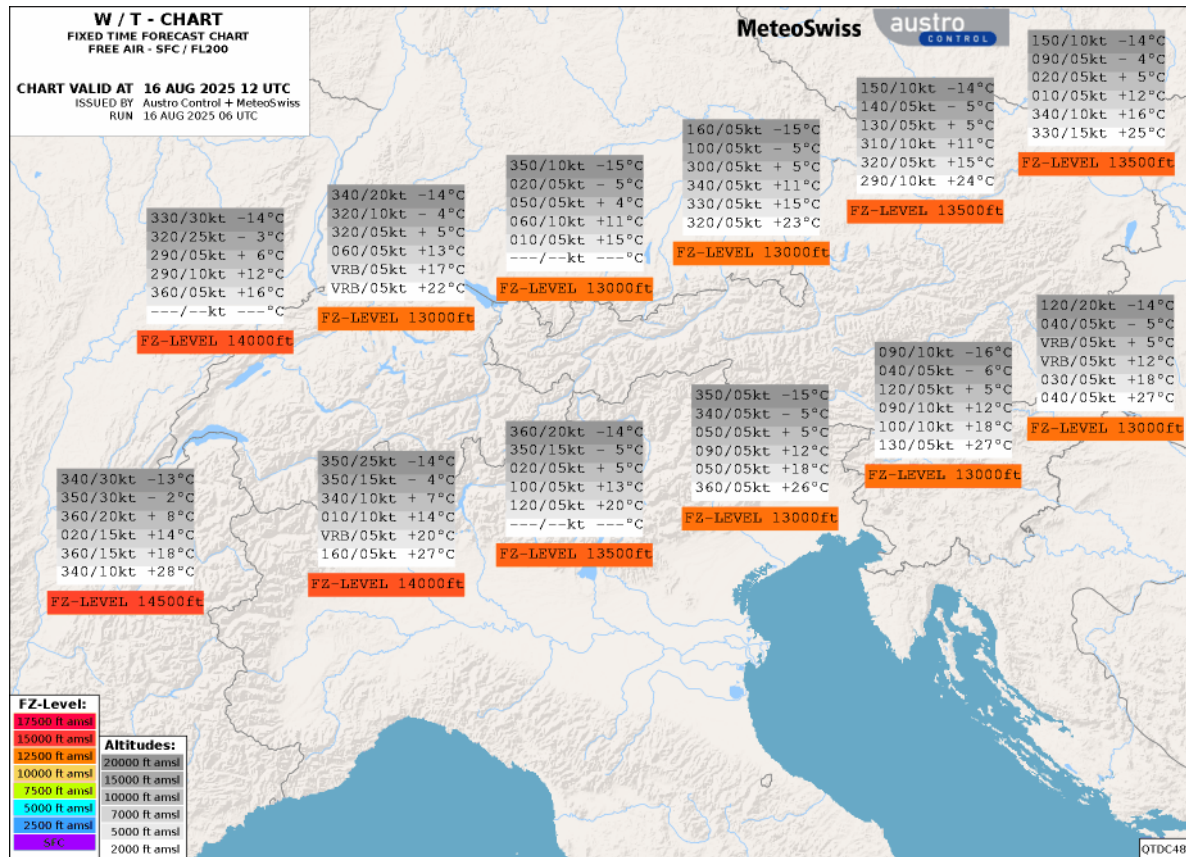 W / T - CHART
FIXED TIME FORECAST CHART
FREE AIR - SFC / FL200
CHART VALID AT 16 AUG 2025 12 UTC
ISSUED BY Austro Control + MeteoSwiss
RUN 16 AUG 2025 06 UTC
MeteoSwiss
austro
CONTROL
150/10kt -14°C
090/05kt - 4°C
020/05kt + 5°C
010/05kt +12°C
340/10kt +16°C
330/15kt +25°C
FZ-LEVEL 13500ft
150/10kt -14°C
140/05kt - 5°C
130/05kt + 5°C
310/10kt +11°C
320/05kt +15°C
290/10kt +24°C
FZ-LEVEL 13500ft
160/05kt -15°C
100/05kt - 5°C
300/05kt + 5°C
340/05kt +11°C
330/05kt +15°C
320/05kt +23°C
FZ-LEVEL 13000ft
350/10kt -15°C
020/05kt - 5°C
050/05kt + 4°C
060/10kt +11°C
010/05kt +15°C
---/--kt ---°C
FZ-LEVEL 13000ft
340/20kt -14°C
320/10kt - 4°C
320/05kt + 5°C
060/05kt +13°C
VRB/05kt +17°C
VRB/05kt +22°C
FZ-LEVEL 13000ft
330/30kt -14°C
320/25kt - 3°C
290/05kt + 6°C
290/10kt +12°C
360/05kt +16°C
---/--kt ---°C
FZ-LEVEL 14000ft
120/20kt -14°C
040/05kt - 5°C
VRB/05kt + 5°C
VRB/05kt +12°C
030/05kt +18°C
040/05kt +27°C
FZ-LEVEL 13000ft
090/10kt -16°C
040/05kt - 6°C
120/05kt + 5°C
090/10kt +12°C
100/10kt +18°C
130/05kt +27°C
FZ-LEVEL 13000ft
350/05kt -15°C
340/05kt - 5°C
050/05kt + 5°C
090/05kt +12°C
050/05kt +18°C
360/05kt +26°C
FZ-LEVEL 13000ft
360/20kt -14°C
350/15kt - 5°C
020/05kt + 5°C
100/05kt +13°C
120/05kt +20°C
---/--kt ---°C
FZ-LEVEL 13500ft
350/25kt -14°C
350/15kt - 4°C
340/10kt + 7°C
010/10kt +14°C
VRB/05kt +20°C
160/05kt +27°C
FZ-LEVEL 14000ft
340/30kt -13°C
350/30kt - 2°C
360/20kt + 8°C
020/15kt +14°C
360/15kt +18°C
340/10kt +28°C
FZ-LEVEL 14500ft
FZ-Level:
17500 ft amsl
15000 ft amsl
12500 ft amsl
10000 ft amsl
7500 ft amsl
5000 ft amsl
2500 ft amsl
SFC
Altitudes:
20000 ft amsl
15000 ft amsl
10000 ft amsl
7000 ft amsl
5000 ft amsl
2000 ft amsl
QTDC48